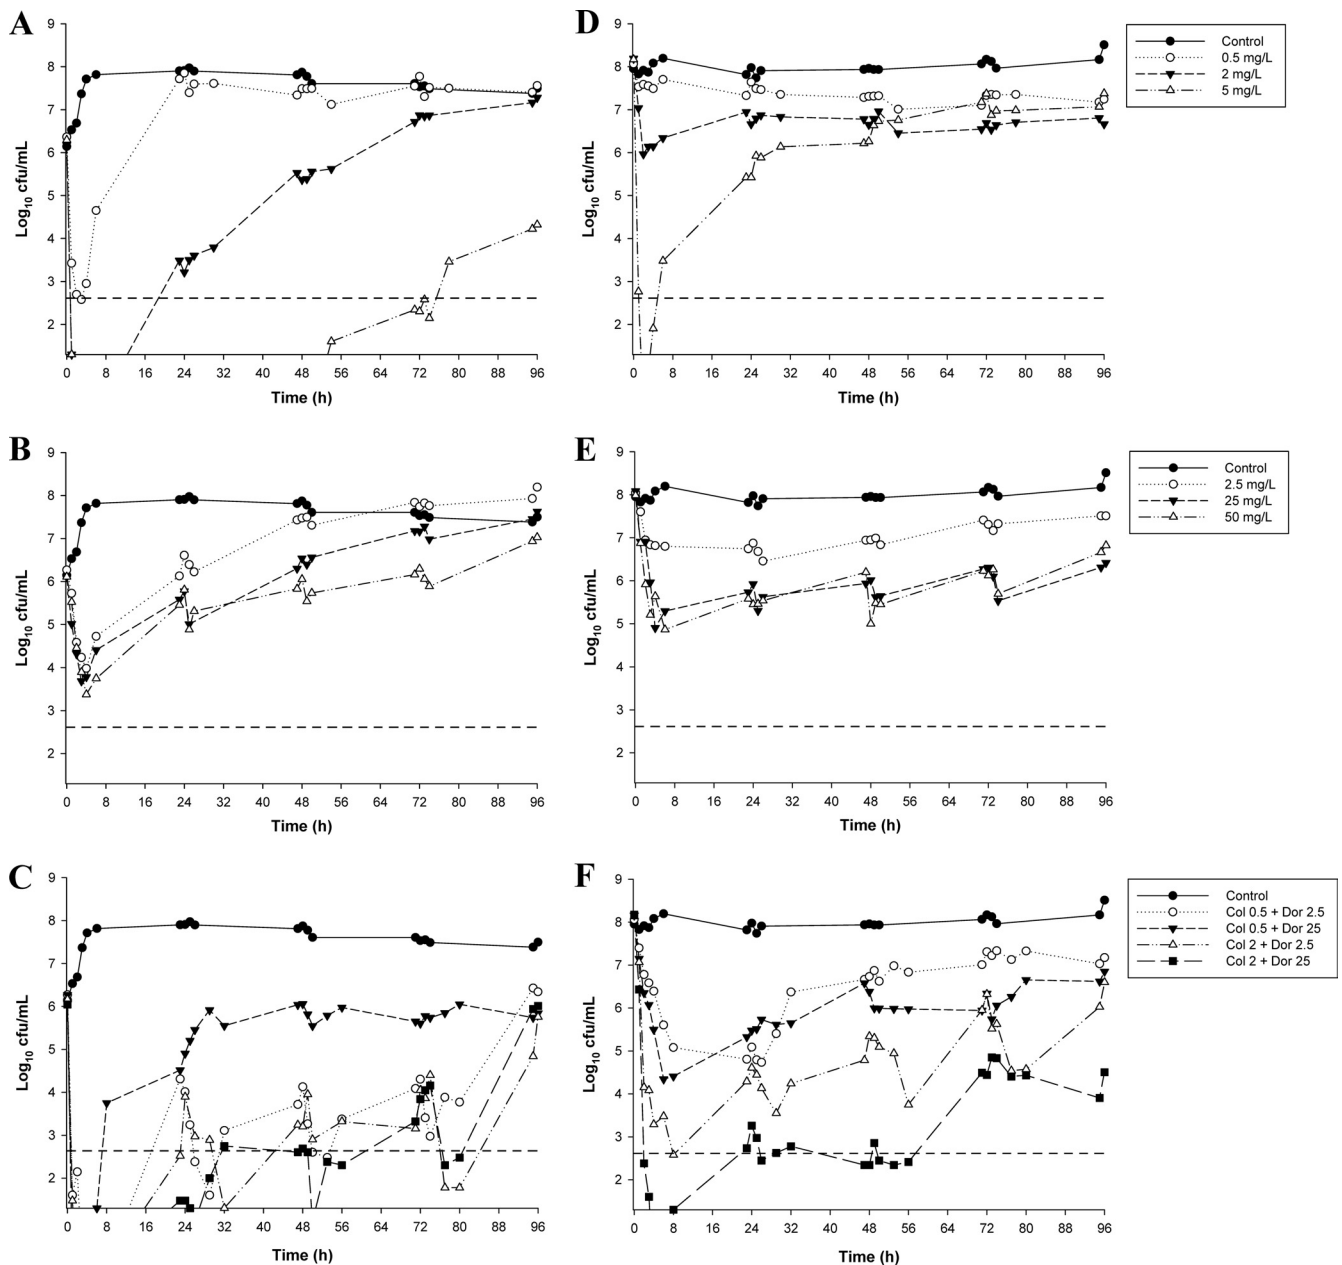 A
9
8
7
6
5
4
3
2
Log10 cfu/mL
0 8 16 24 32 40 48 56 64 72 80 88 96
Time (h)
D
9
8
7
6
5
4
3
2
Log10 cfu/mL
0 8 16 24 32 40 48 56 64 72 80 88 96
Time (h)
Control
0.5 mg/L
2 mg/L
5 mg/L
B
9
8
7
6
5
4
3
2
Log10 cfu/mL
0 8 16 24 32 40 48 56 64 72 80 88 96
Time (h)
E
9
8
7
6
5
4
3
2
Log10 cfu/mL
0 8 16 24 32 40 48 56 64 72 80 88 96
Time (h)
Control
2.5 mg/L
25 mg/L
50 mg/L
C
9
8
7
6
5
4
3
2
Log10 cfu/mL
0 8 16 24 32 40 48 56 64 72 80 88 96
Time (h)
F
9
8
7
6
5
4
3
2
Log10 cfu/mL
0 8 16 24 32 40 48 56 64 72 80 88 96
Time (h)
Control
Col 0.5 + Dor 2.5
Col 0.5 + Dor 25
Col 2 + Dor 2.5
Col 2 + Dor 25